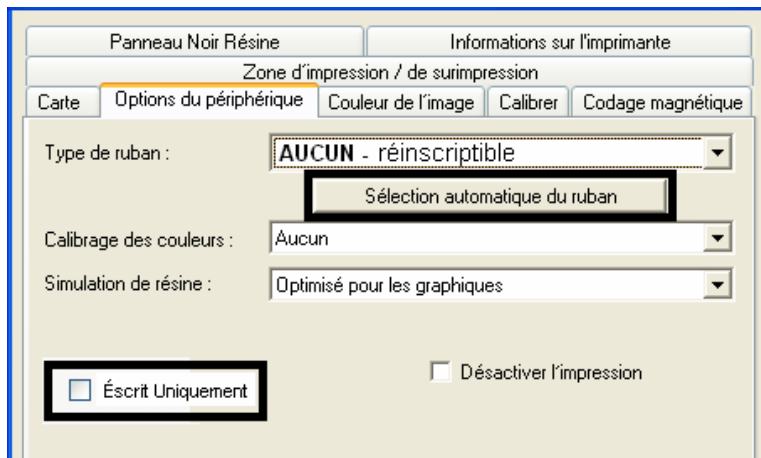 Panneau Noir Résine
Informations sur l'imprimante
Zone d'impression / de surimpression
Carte
Options du périphérique
Couleur de l'image
Calibrer
Codage magnétique
Type de ruban :
AUCUN - réinscriptible
Sélection automatique du ruban
Calibrage des couleurs :
Aucun
Simulation de résine :
Optimisé pour les graphiques
Éscrit Uniquement
Désactiver l'impression